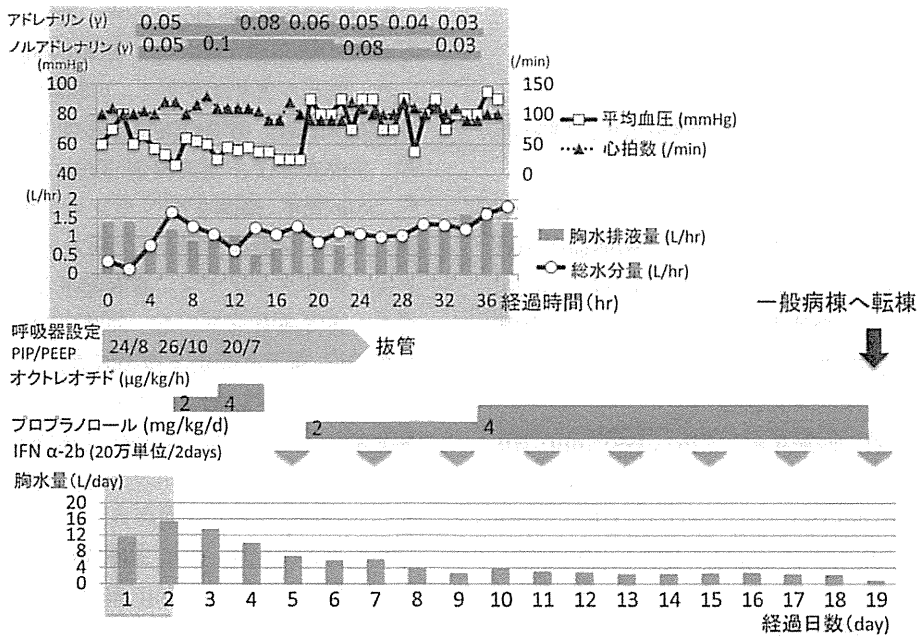 アドレナリン (γ) 0.05 0.08 0.06 0.05 0.04 0.03
ノルアドレナリン (γ) 0.05 0.1 0.08 0.03
(mmHg) (/min)
100 150
80 100
60 50
40 0
平均血圧 (mmHg)
心拍数 (/min)
(L/hr)
2
1.5
1
0.5
0
胸水排液量 (L/hr)
総水分量 (L/hr)
0 4 8 12 16 20 24 28 32 36 経過時間(hr)
一般病棟へ転棟
呼吸器設定
PIP/PEEP
24/8 26/10 20/7 抜管
オクトレオチド (μg/kg/h)
2 4
プロプラノロール (mg/kg/d)
2 4
IFN α-2b (20万単位/2days)
胸水量 (L/day)
20
16
12
8
4
0
1 2 3 4 5 6 7 8 9 10 11 12 13 14 15 16 17 18 19
経過日数(day)